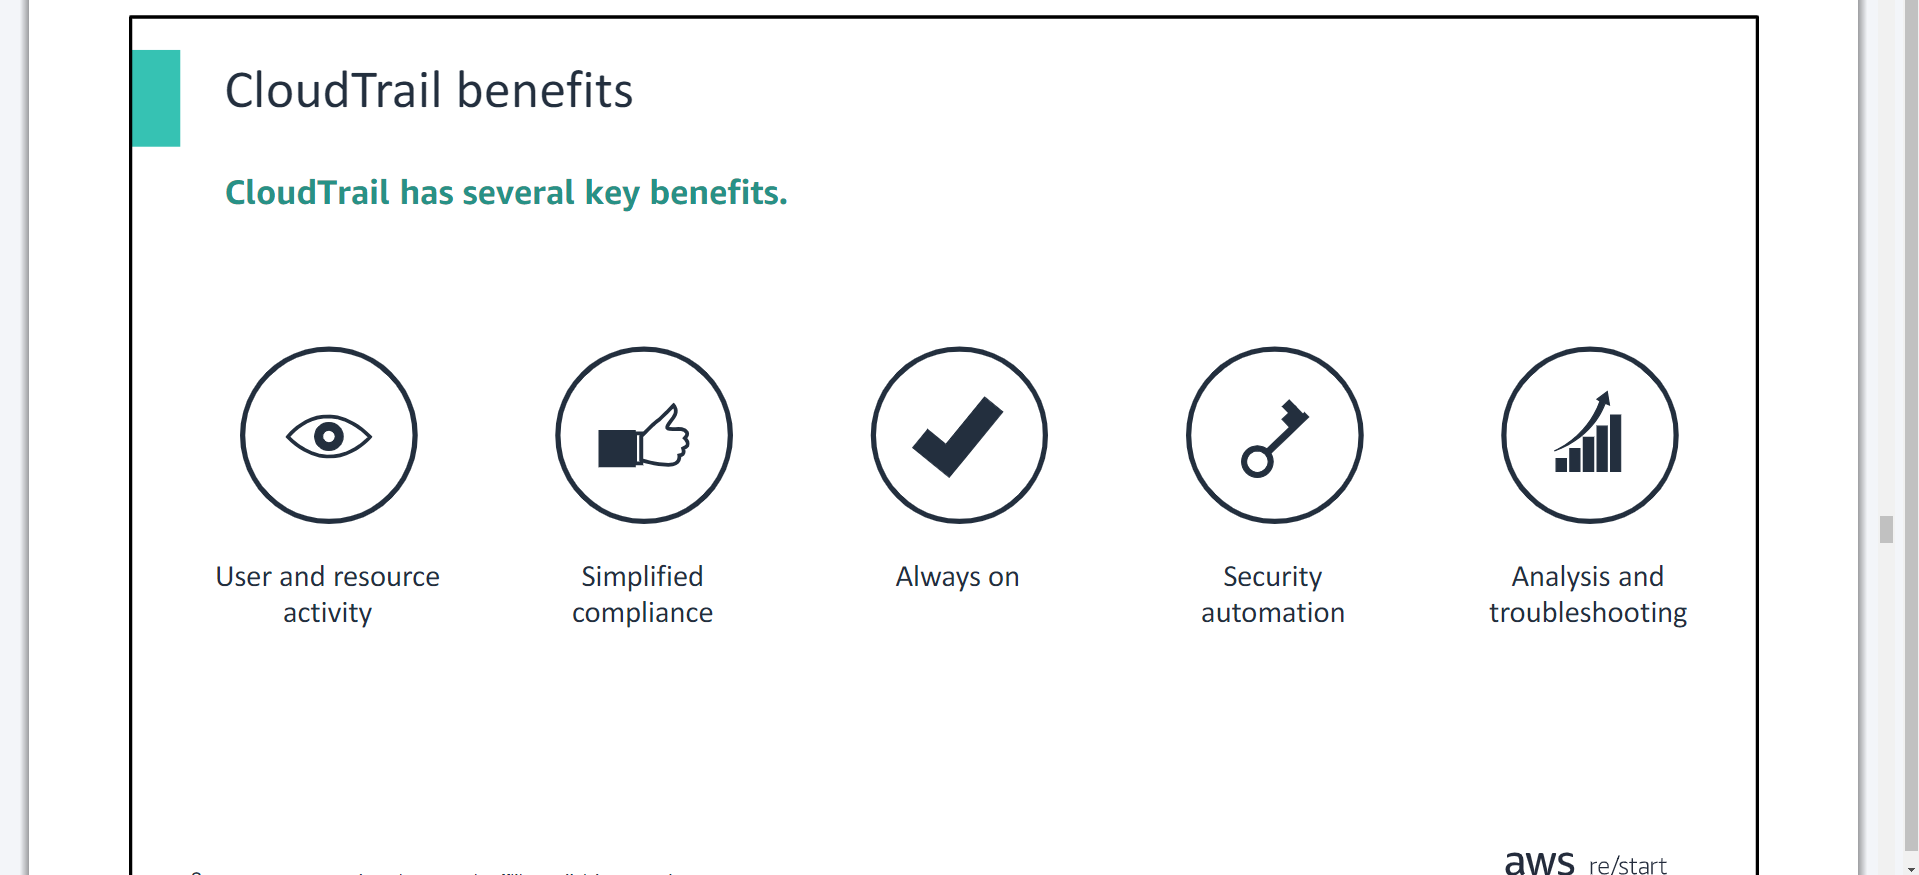 CloudTrail benefits
CloudTrail has several key benefits.
User and resource
activity
Simplified
compliance
Always on
Security
automation
Analysis and
troubleshooting
aws re/start